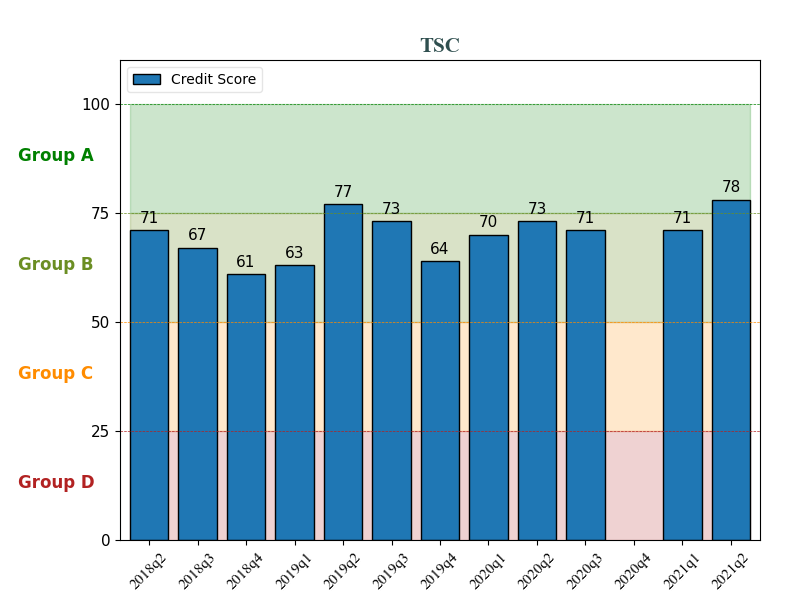 TSC
Credit Score
100
75
50
25
0
Group A
Group B
Group C
Group D
71
67
61
63
77
73
64
70
73
71
71
78
2018q2
2018q3
2018q4
2019q1
2019q2
2019q3
2019q4
2020q1
2020q2
2020q3
2020q4
2021q1
2021q2